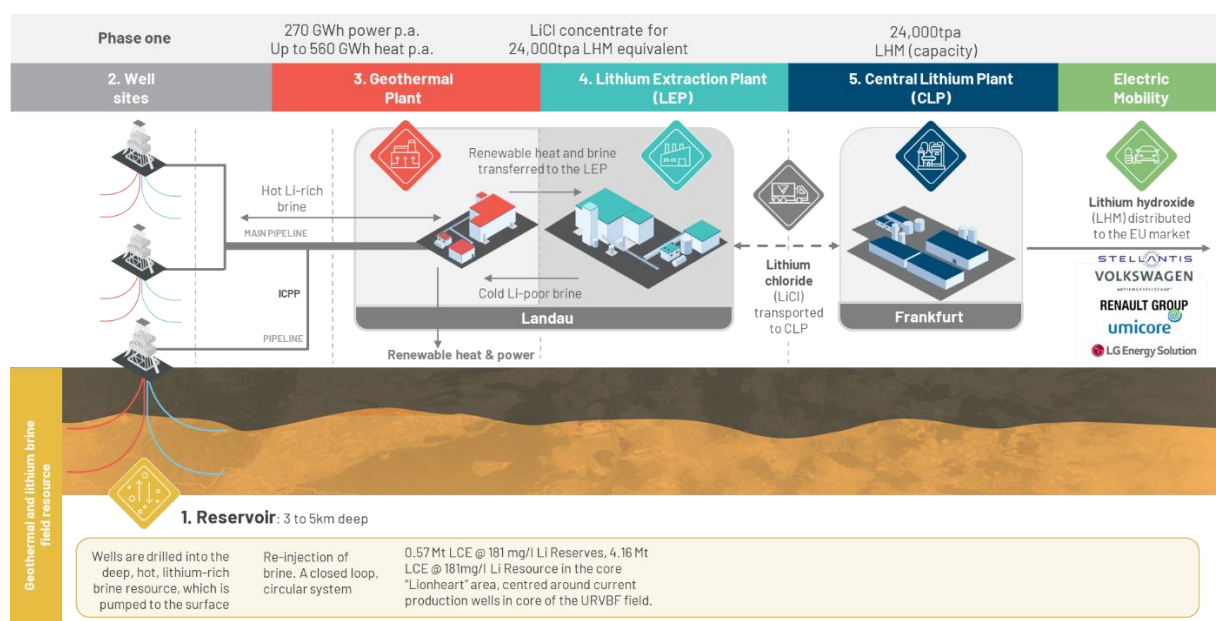 Phase one
270 GWh power p.a.
Up to 560 GWh heat p.a.
LiCl concentrate for
24,000tpa LHM equivalent
24,000tpa
LHM (capacity)
2. Well
sites
3. Geothermal
Plant
4. Lithium Extraction Plant
(LEP)
5. Central Lithium Plant
(CLP)
Electric
Mobility
Renewable heat and brine
transferred to the LEP
Hot Li-rich
brine
MAIN PIPELINE
ICPP
PIPELINE
Cold Li-poor brine
Landau
Renewable heat & power
Lithium
chloride
(LiCl)
transported
to CLP
Frankfurt
Lithium hydroxide
(LHM) distributed
to the EU market
STELLANTIS
VOLKSWAGEN
AKTIENGESELLSCHAFT
RENAULT GROUP
umicore
LG Energy Solution
Geothermal and lithium brine
field resource
1. Reservoir: 3 to 5km deep
Wells are drilled into the
deep, hot, lithium-rich
brine resource, which is
pumped to the surface
Re-injection of
brine. A closed loop,
circular system
0.57 Mt LCE @ 181 mg/l Li Reserves, 4.16 Mt
LCE @ 181mg/l Li Resource in the core
"Lionheart" area, centred around current
production wells in core of the URVBF field.